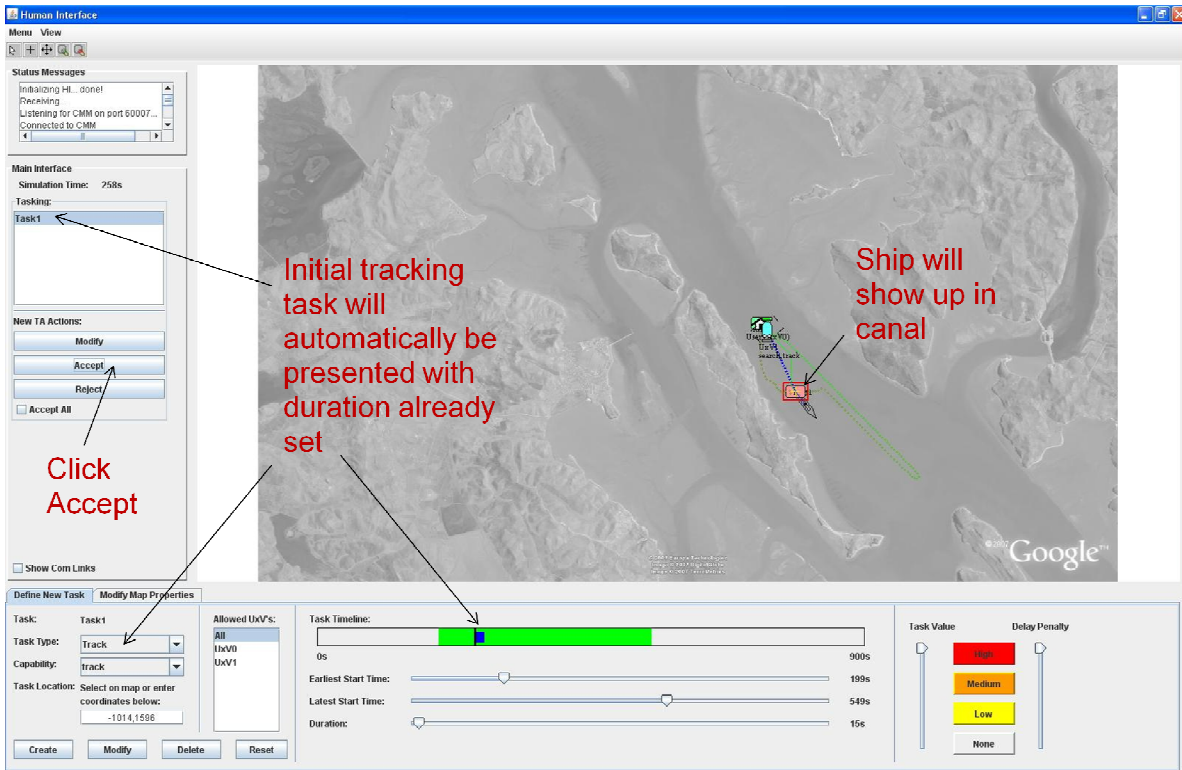 Human Interface
Menu View
Status Messages
Initializing HI... done!
Receiving
Listening for CMM on port 60007...
Connected to CMM
Main Interface
Simulation Time: 258s
Tasking:
Task1
New TA Actions:
Modify
Accept
Reject
Accept All
Click
Accept
Show Com Links
Initial tracking
task will
automatically be
presented with
duration already
set
Ship will
show up in
canal
search track
Google
Define New Task Modify Map Properties
Task: Task1
Task Type: Track
Capability: track
Task Location: Select on map or enter
coordinates below:
-1014,1596
Create Modify Delete Reset
Allowed UxV's:
All
UxV0
UxV1
Task Timeline:
0s 900s
Earliest Start Time: 199s
Latest Start Time: 549s
Duration: 15s
Task Value Delay Penalty
High
Medium
Low
None